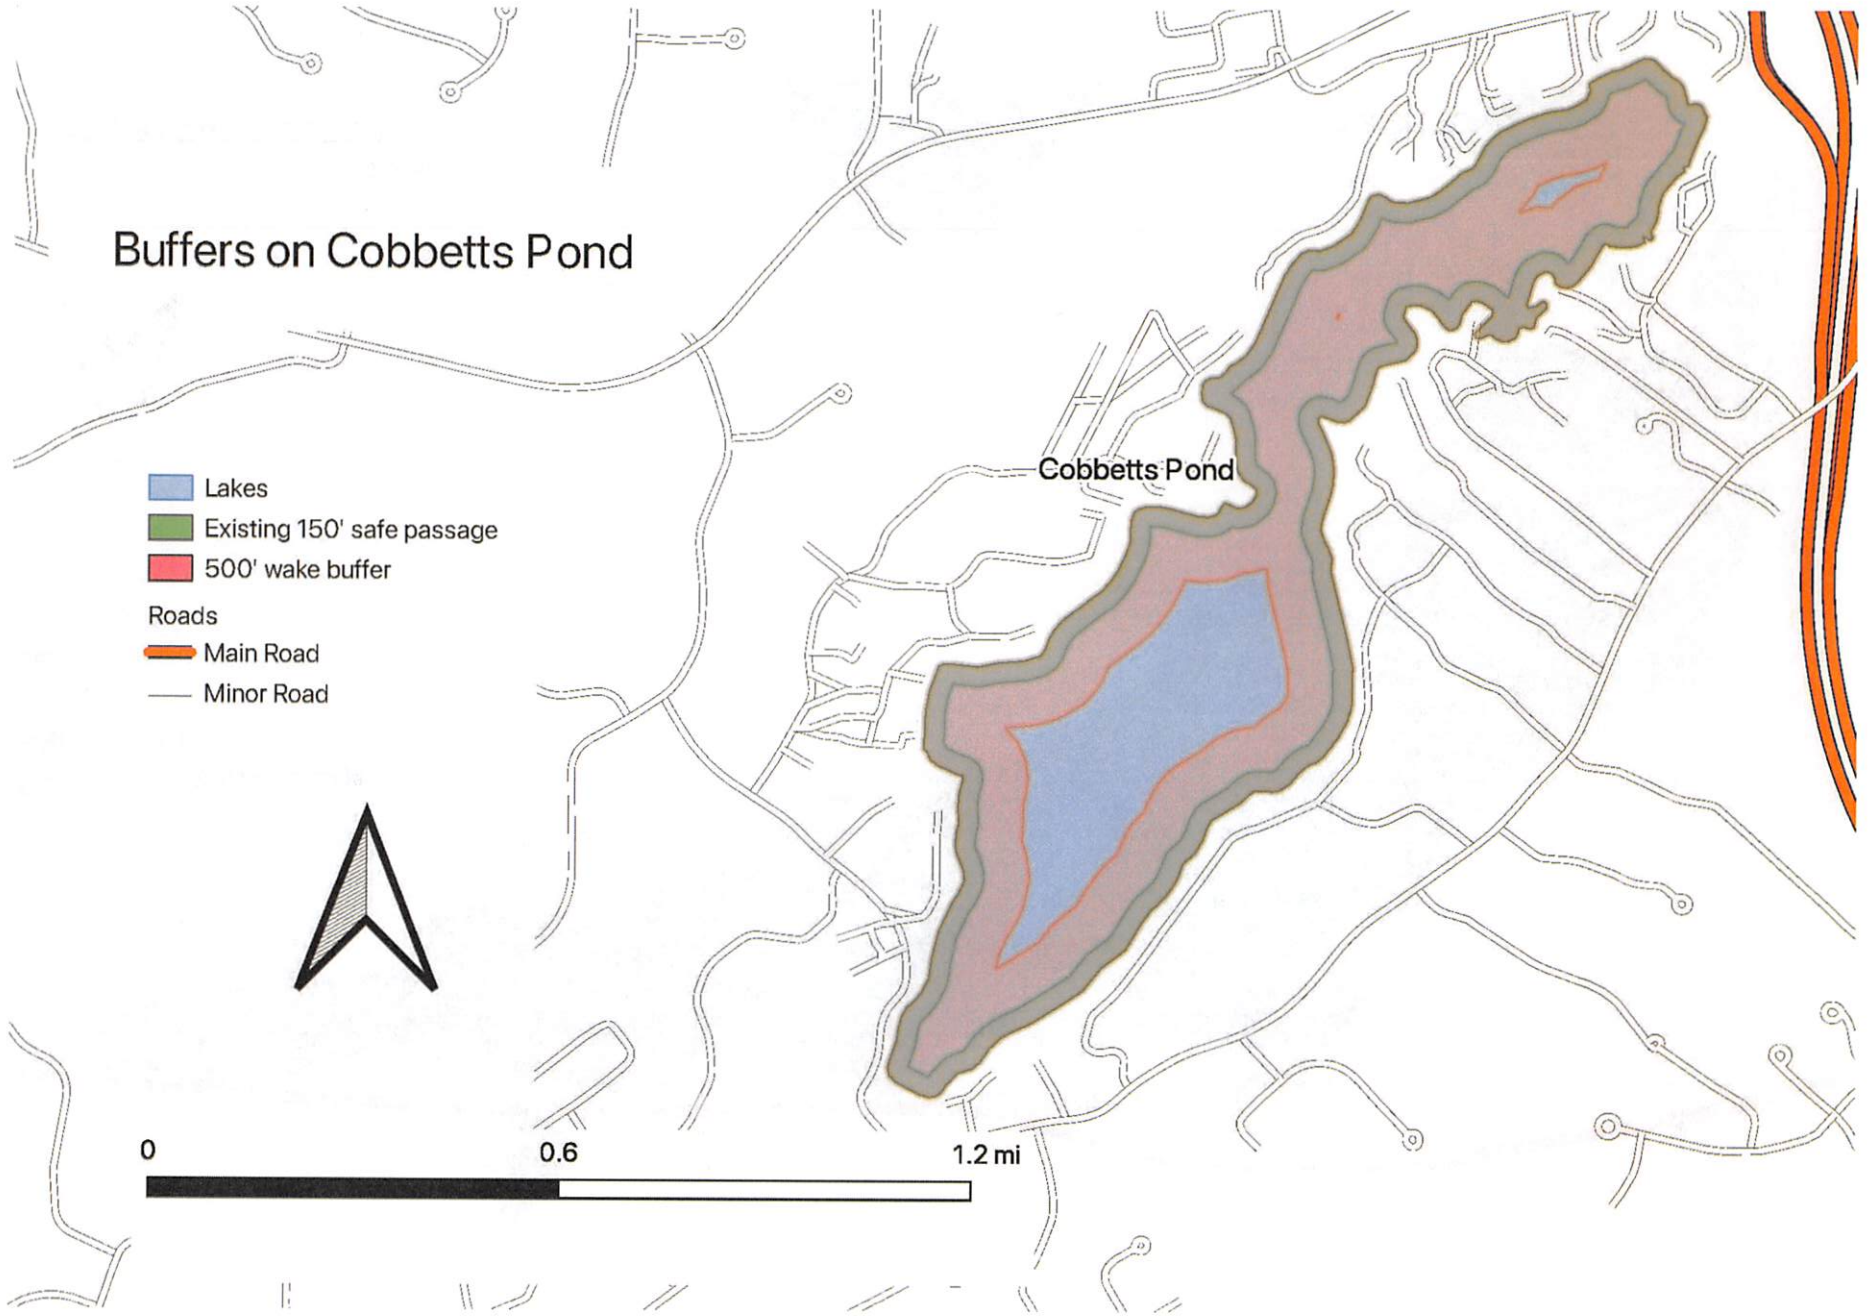 Buffers on Cobbetts Pond
Cobbetts Pond
Lakes
Existing 150' safe passage
500' wake buffer
Roads
Main Road
Minor Road
0 0.6 1.2 mi